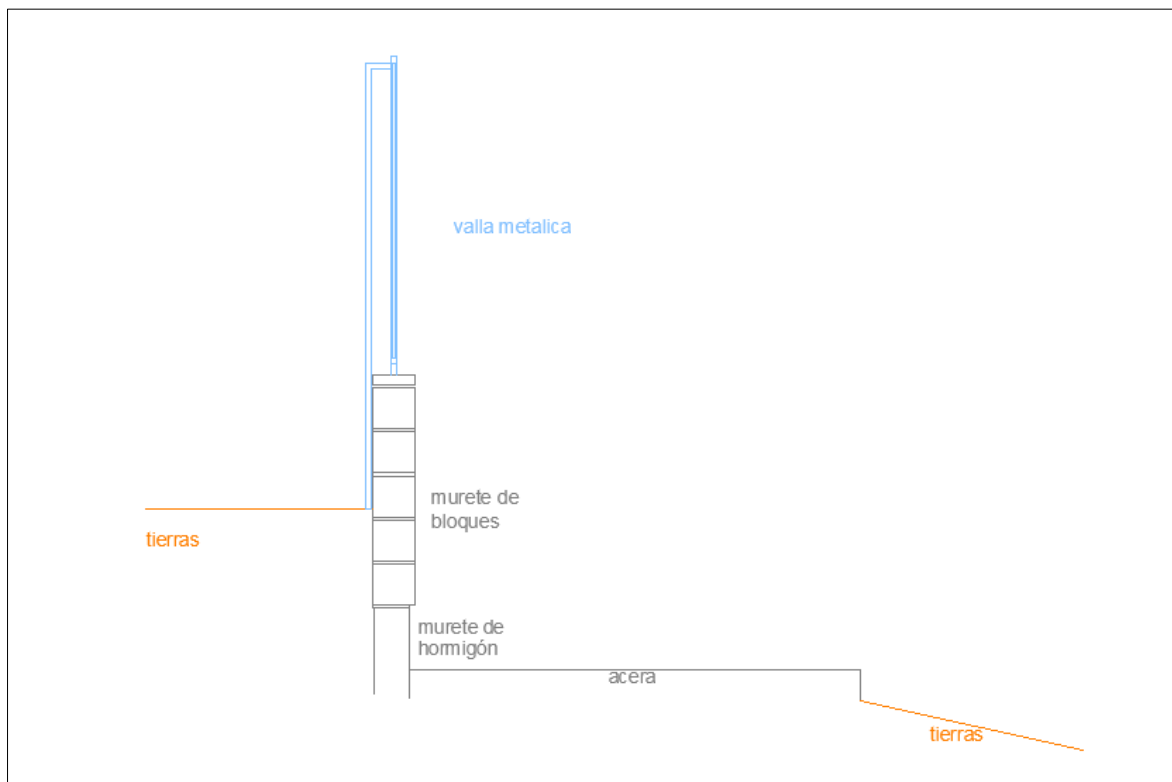 valla metalica
murete de
bloques
tierras
murete de
hormigón
acera
tierras